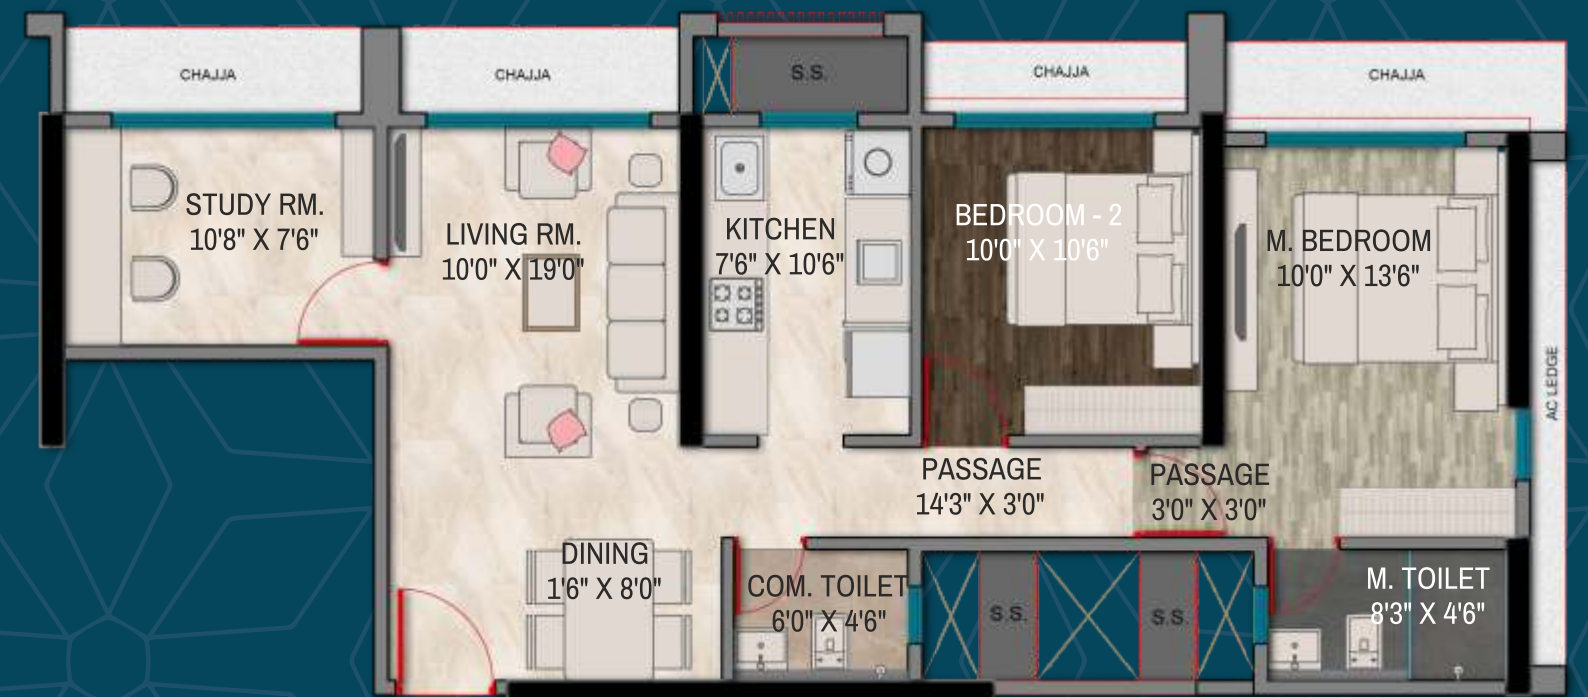 CHAJJA
CHAJJA
S.S.
CHAJJA
CHAJJA
STUDY RM.
10'8" X 7'6"
LIVING RM.
10'0" X 19'0"
KITCHEN
7'6" X 10'6"
BEDROOM - 2
10'0" X 10'6"
M. BEDROOM
10'0" X 13'6"
AC LEDGE
PASSAGE
14'3" X 3'0"
PASSAGE
3'0" X 3'0"
DINING
1'6" X 8'0"
COM. TOILET
6'0" X 4'6"
S.S.
S.S.
M. TOILET
8'3" X 4'6"